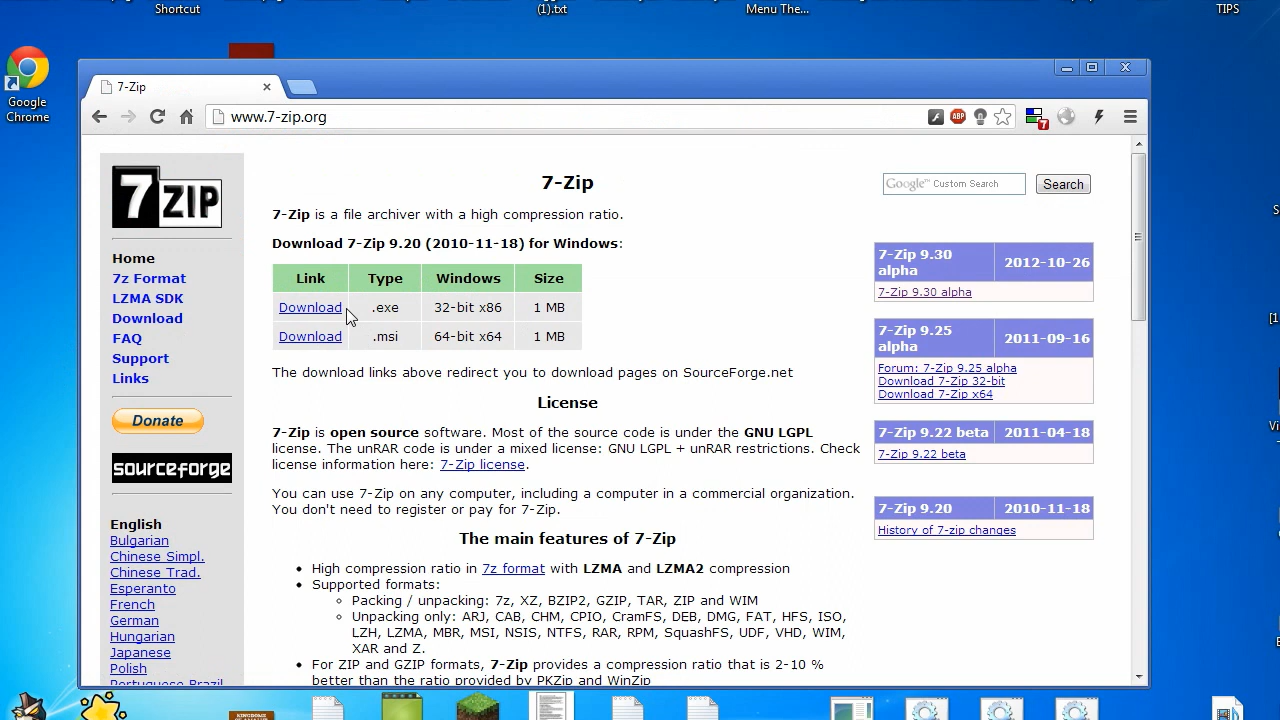 Shortcut
(1).txt
Menu The...
TIPS
Google
Chrome
7-Zip
www.7-zip.org
ABP
7
7ZIP
Home
7z Format
LZMA SDK
Download
FAQ
Support
Links
Donate
sourceforge
English
Bulgarian
Chinese Simpl.
Chinese Trad.
Esperanto
French
German
Hungarian
Japanese
Polish
Portuguese Brazil
7-Zip
7-Zip is a file archiver with a high compression ratio.
Download 7-Zip 9.20 (2010-11-18) for Windows:
Link Type Windows Size
Download .exe 32-bit x86 1 MB
Download .msi 64-bit x64 1 MB
The download links above redirect you to download pages on SourceForge.net
License
7-Zip is open source software. Most of the source code is under the GNU LGPL
license. The unRAR code is under a mixed license: GNU LGPL + unRAR restrictions. Check
license information here: 7-Zip license.
You can use 7-Zip on any computer, including a computer in a commercial organization.
You don't need to register or pay for 7-Zip.
The main features of 7-Zip
High compression ratio in 7z format with LZMA and LZMA2 compression
Supported formats:
Packing / unpacking: 7z, XZ, BZIP2, GZIP, TAR, ZIP and WIM
Unpacking only: ARJ, CAB, CHM, CPIO, CramFS, DEB, DMG, FAT, HFS, ISO,
LZH, LZMA, MBR, MSI, NSIS, NTFS, RAR, RPM, SquashFS, UDF, VHD, WIM,
XAR and Z.
For ZIP and GZIP formats, 7-Zip provides a compression ratio that is 2-10 %
better than the ratio provided by PKZip and WinZip
Google™ Custom Search
Search
7-Zip 9.30
alpha
2012-10-26
7-Zip 9.30 alpha
7-Zip 9.25
alpha
2011-09-16
Forum: 7-Zip 9.25 alpha
Download 7-Zip 32-bit
Download 7-Zip x64
7-Zip 9.22 beta 2011-04-18
7-Zip 9.22 beta
7-Zip 9.20 2010-11-18
History of 7-zip changes